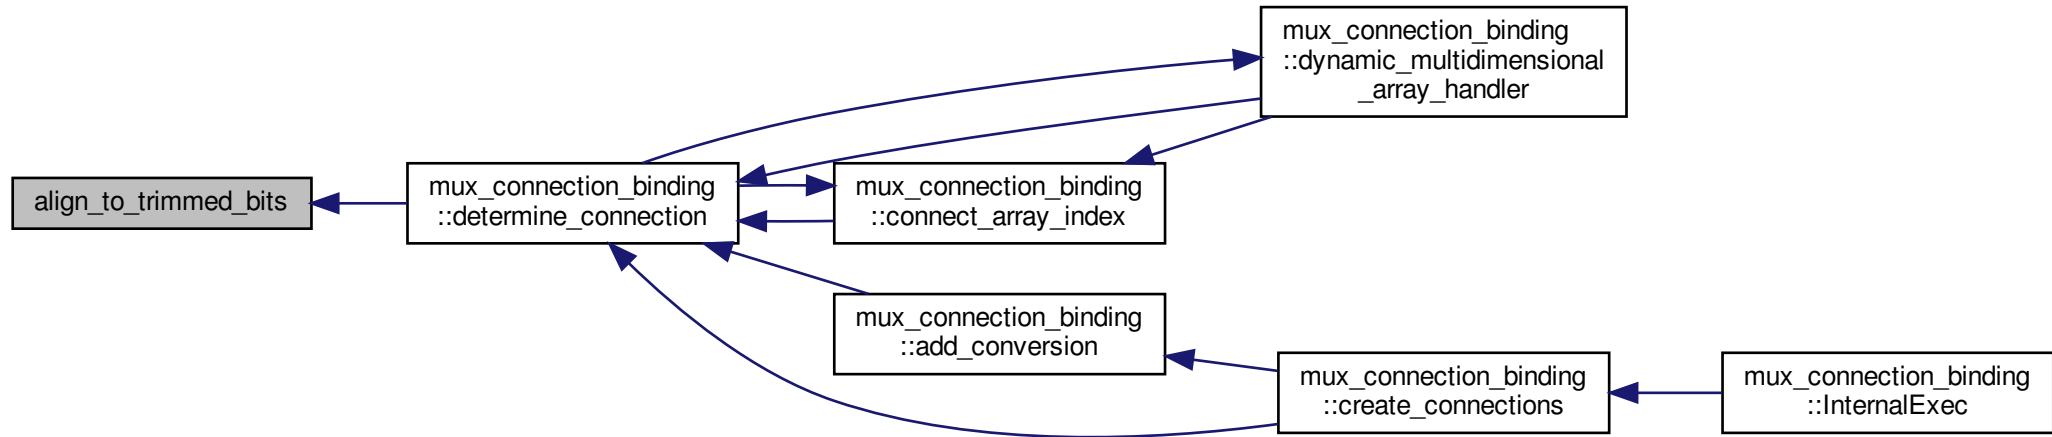 mux_connection_binding
::dynamic_multidimensional
_array_handler
align_to_trimmed_bits
mux_connection_binding
::determine_connection
mux_connection_binding
::connect_array_index
mux_connection_binding
::add_conversion
mux_connection_binding
::create_connections
mux_connection_binding
::InternalExec